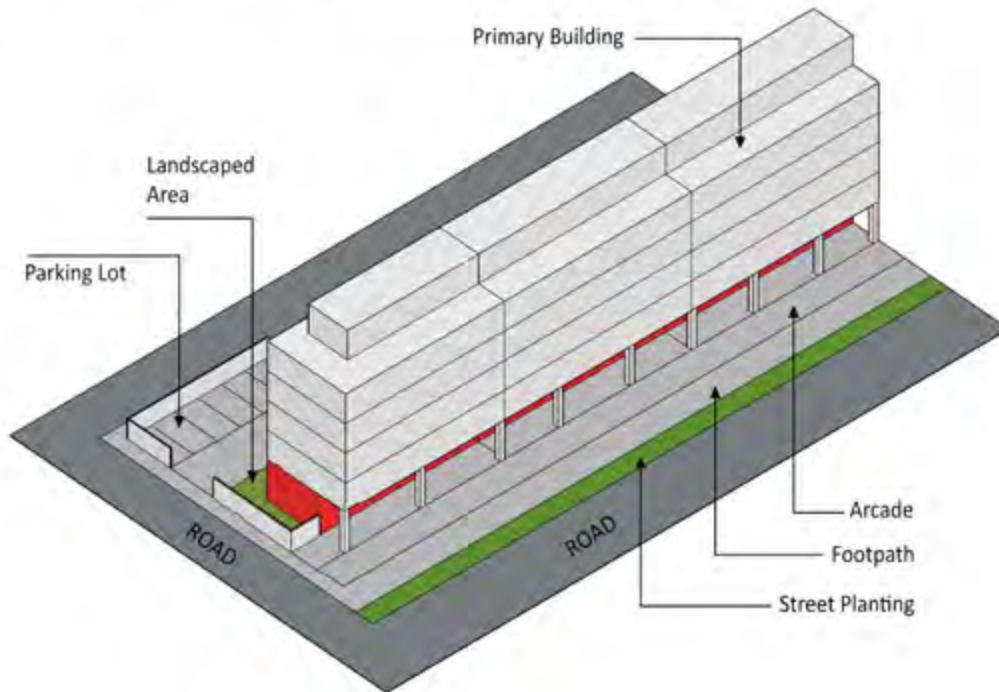 Primary Building
Landscaped
Area
Parking Lot
ROAD
ROAD
Arcade
Footpath
Street Planting